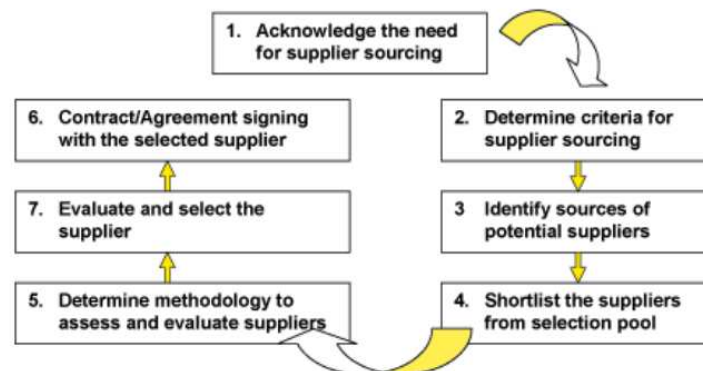 1. Acknowledge the need
for supplier sourcing
2. Determine criteria for
supplier sourcing
3 Identify sources of
potential suppliers
4. Shortlist the suppliers
from selection pool
5. Determine methodology to
assess and evaluate suppliers
7. Evaluate and select the
supplier
6. Contract/Agreement signing
with the selected supplier